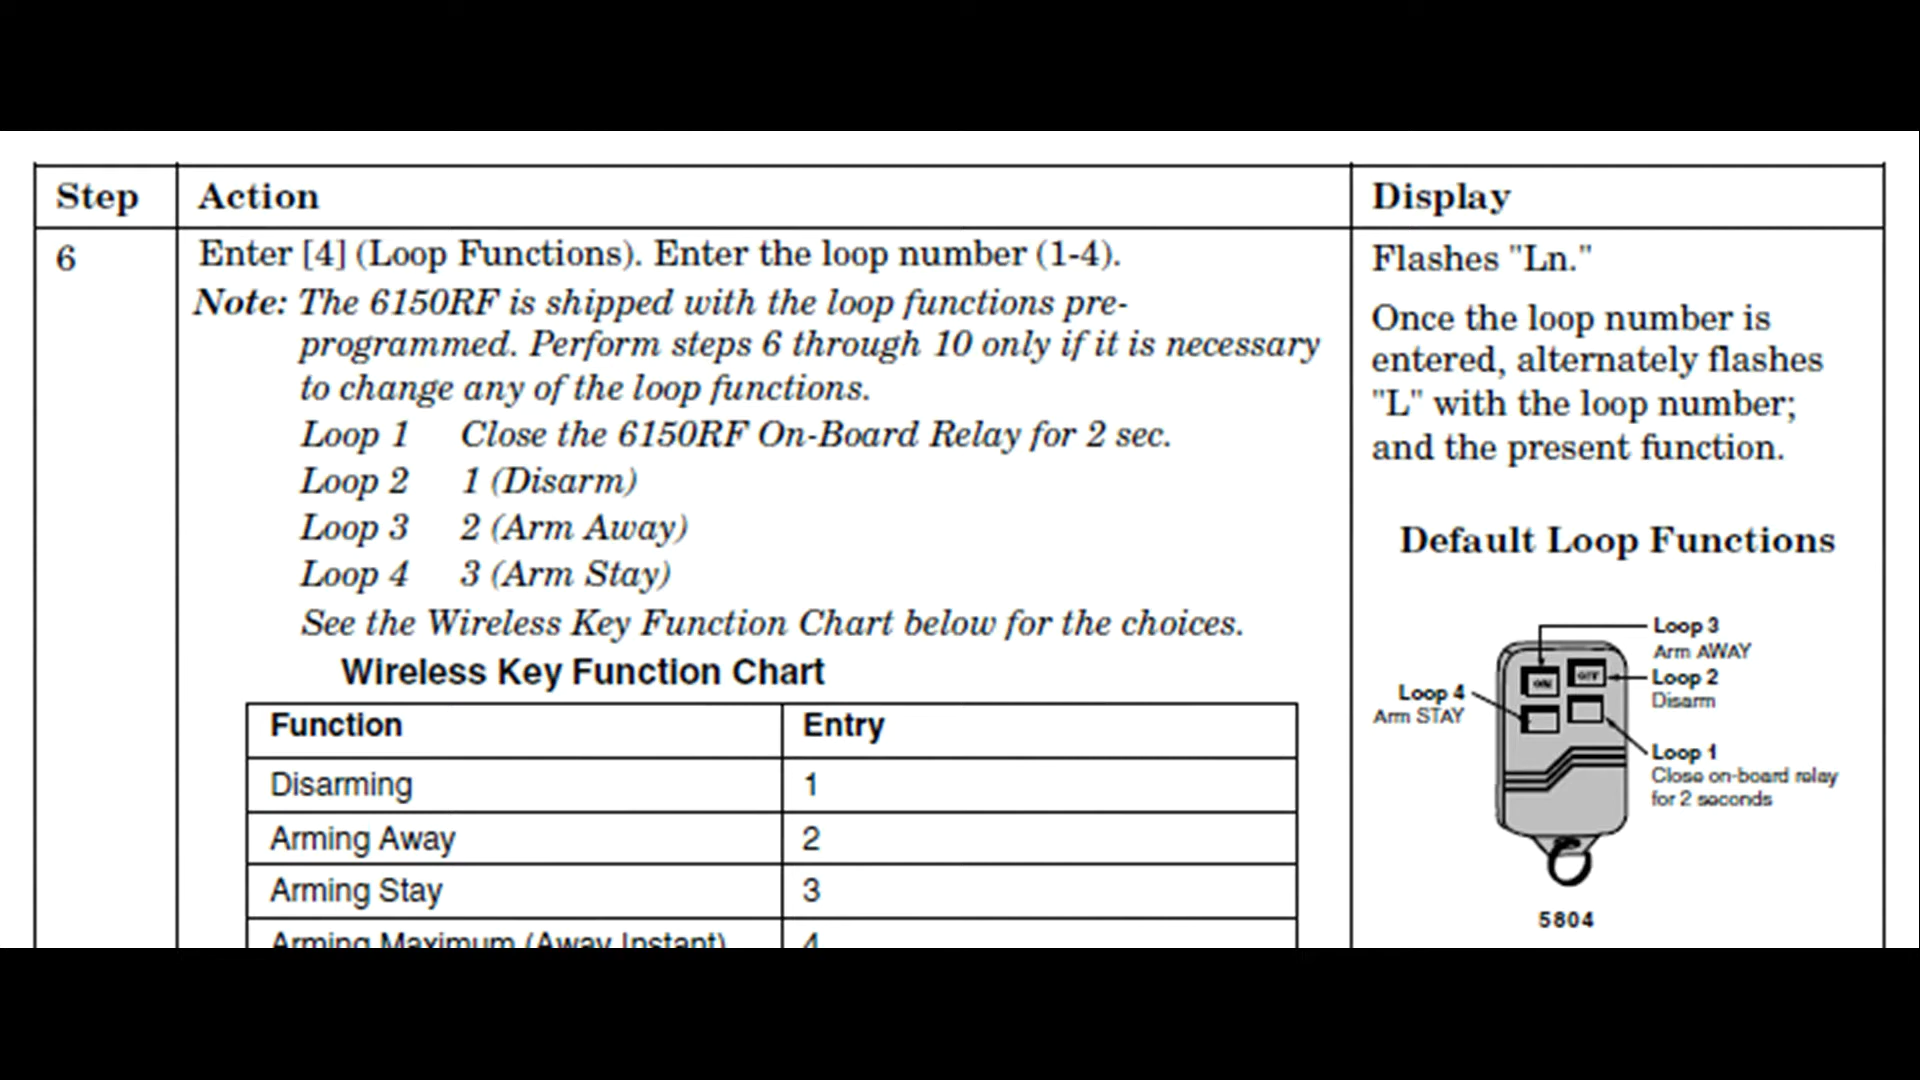 Step Action Display
6 Enter [4] (Loop Functions). Enter the loop number (1-4).
Note: The 6150RF is shipped with the loop functions pre-
programmed. Perform steps 6 through 10 only if it is necessary
to change any of the loop functions.
Loop 1 Close the 6150RF On-Board Relay for 2 sec.
Loop 2 1 (Disarm)
Loop 3 2 (Arm Away)
Loop 4 3 (Arm Stay)
See the Wireless Key Function Chart below for the choices.
Wireless Key Function Chart
Function Entry
Disarming 1
Arming Away 2
Arming Stay 3
Arming Maximum (Away Instant) 4
Flashes "Ln."
Once the loop number is
entered, alternately flashes
"L" with the loop number;
and the present function.
Default Loop Functions
Loop 3
Arm AWAY
Loop 2
Disarm
Loop 4
Arm STAY
ON
OFF
Loop 1
Close on-board relay
for 2 seconds
5804